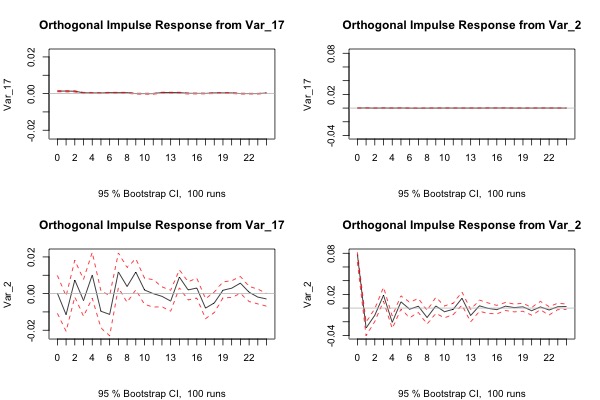 Orthogonal Impulse Response from Var_17
Var_17
0.02
0.00
-0.02
0 2 4 6 8 10 13 16 19 22
95 % Bootstrap CI, 100 runs
Orthogonal Impulse Response from Var_2
Var_17
0.08
0.02
-0.04
0 2 4 6 8 10 13 16 19 22
95 % Bootstrap CI, 100 runs
Orthogonal Impulse Response from Var_17
Var_2
0.02
0.00
-0.02
0 2 4 6 8 10 13 16 19 22
95 % Bootstrap CI, 100 runs
Orthogonal Impulse Response from Var_2
Var_2
0.08
0.02
-0.04
0 2 4 6 8 10 13 16 19 22
95 % Bootstrap CI, 100 runs